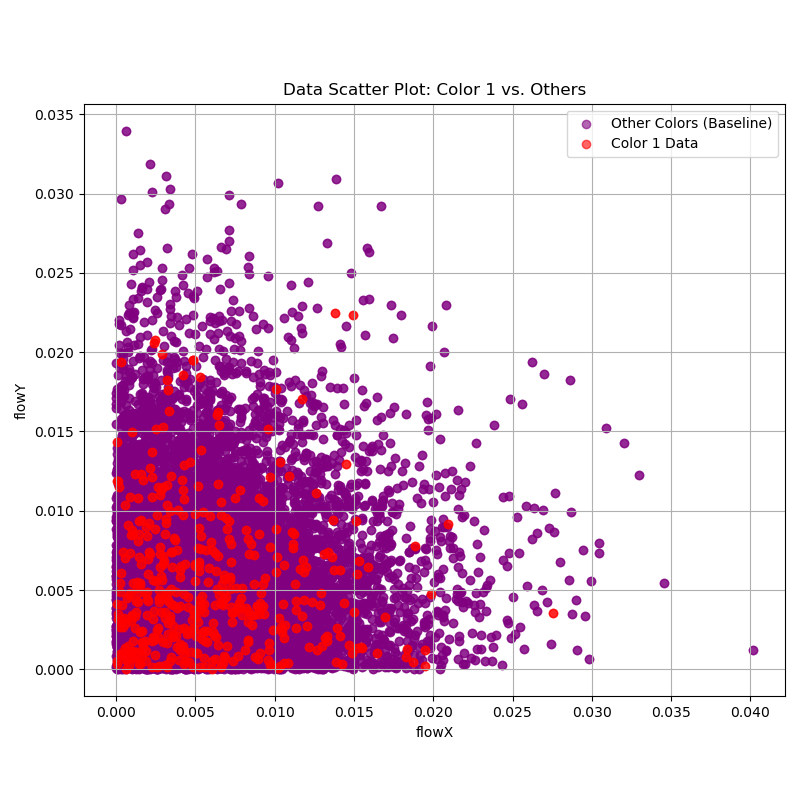 Data Scatter Plot: Color 1 vs. Others
Other Colors (Baseline)
Color 1 Data
flowY
0.035
0.030
0.025
0.020
0.015
0.010
0.005
0.000
0.000 0.005 0.010 0.015 0.020 0.025 0.030 0.035 0.040
flowX